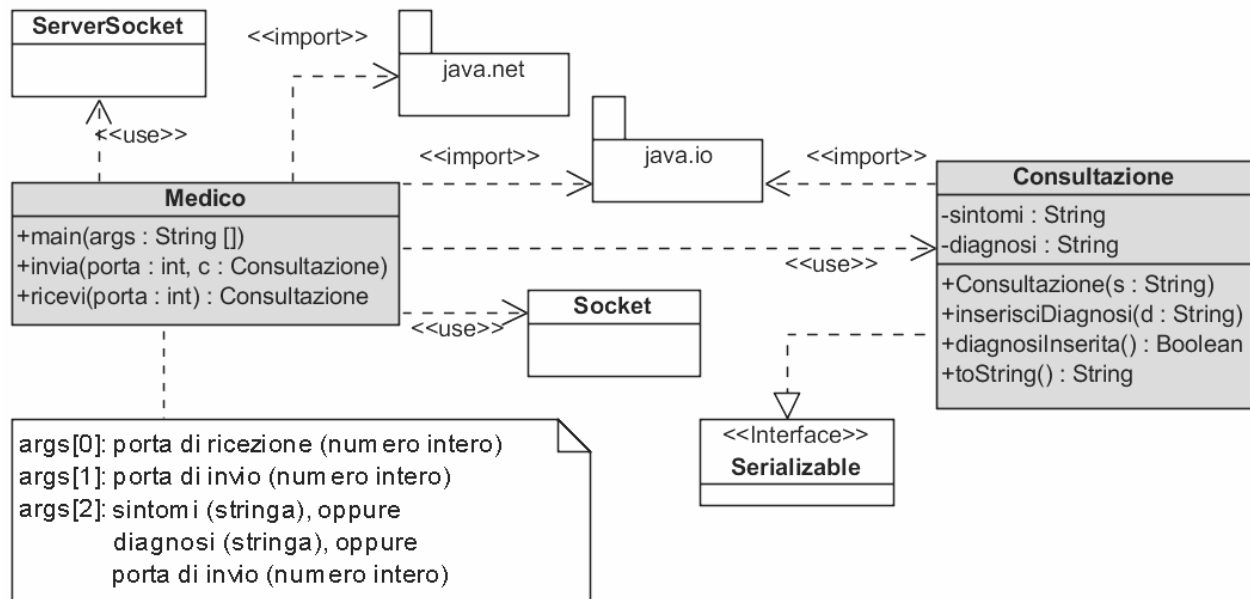 ServerSocket
<<import>>
java.net
<<use>>
<<import>>
java.io
<<import>>
Medico
+main(args : String [])
+invia(porta : int, c : Consultazione)
+ricevi(porta : int) : Consultazione
<<use>>
Consultazione
-sintomi : String
-diagnosi : String
+Consultazione(s : String)
+inserisciDiagnosi(d : String)
+diagnosiInserita() : Boolean
+toString() : String
<<use>>
Socket
<<Interface>>
Serializable
args[0]: porta di ricezione (numero intero)
args[1]: porta di invio (numero intero)
args[2]: sintomi (stringa), oppure
diagnosi (stringa), oppure
porta di invio (numero intero)